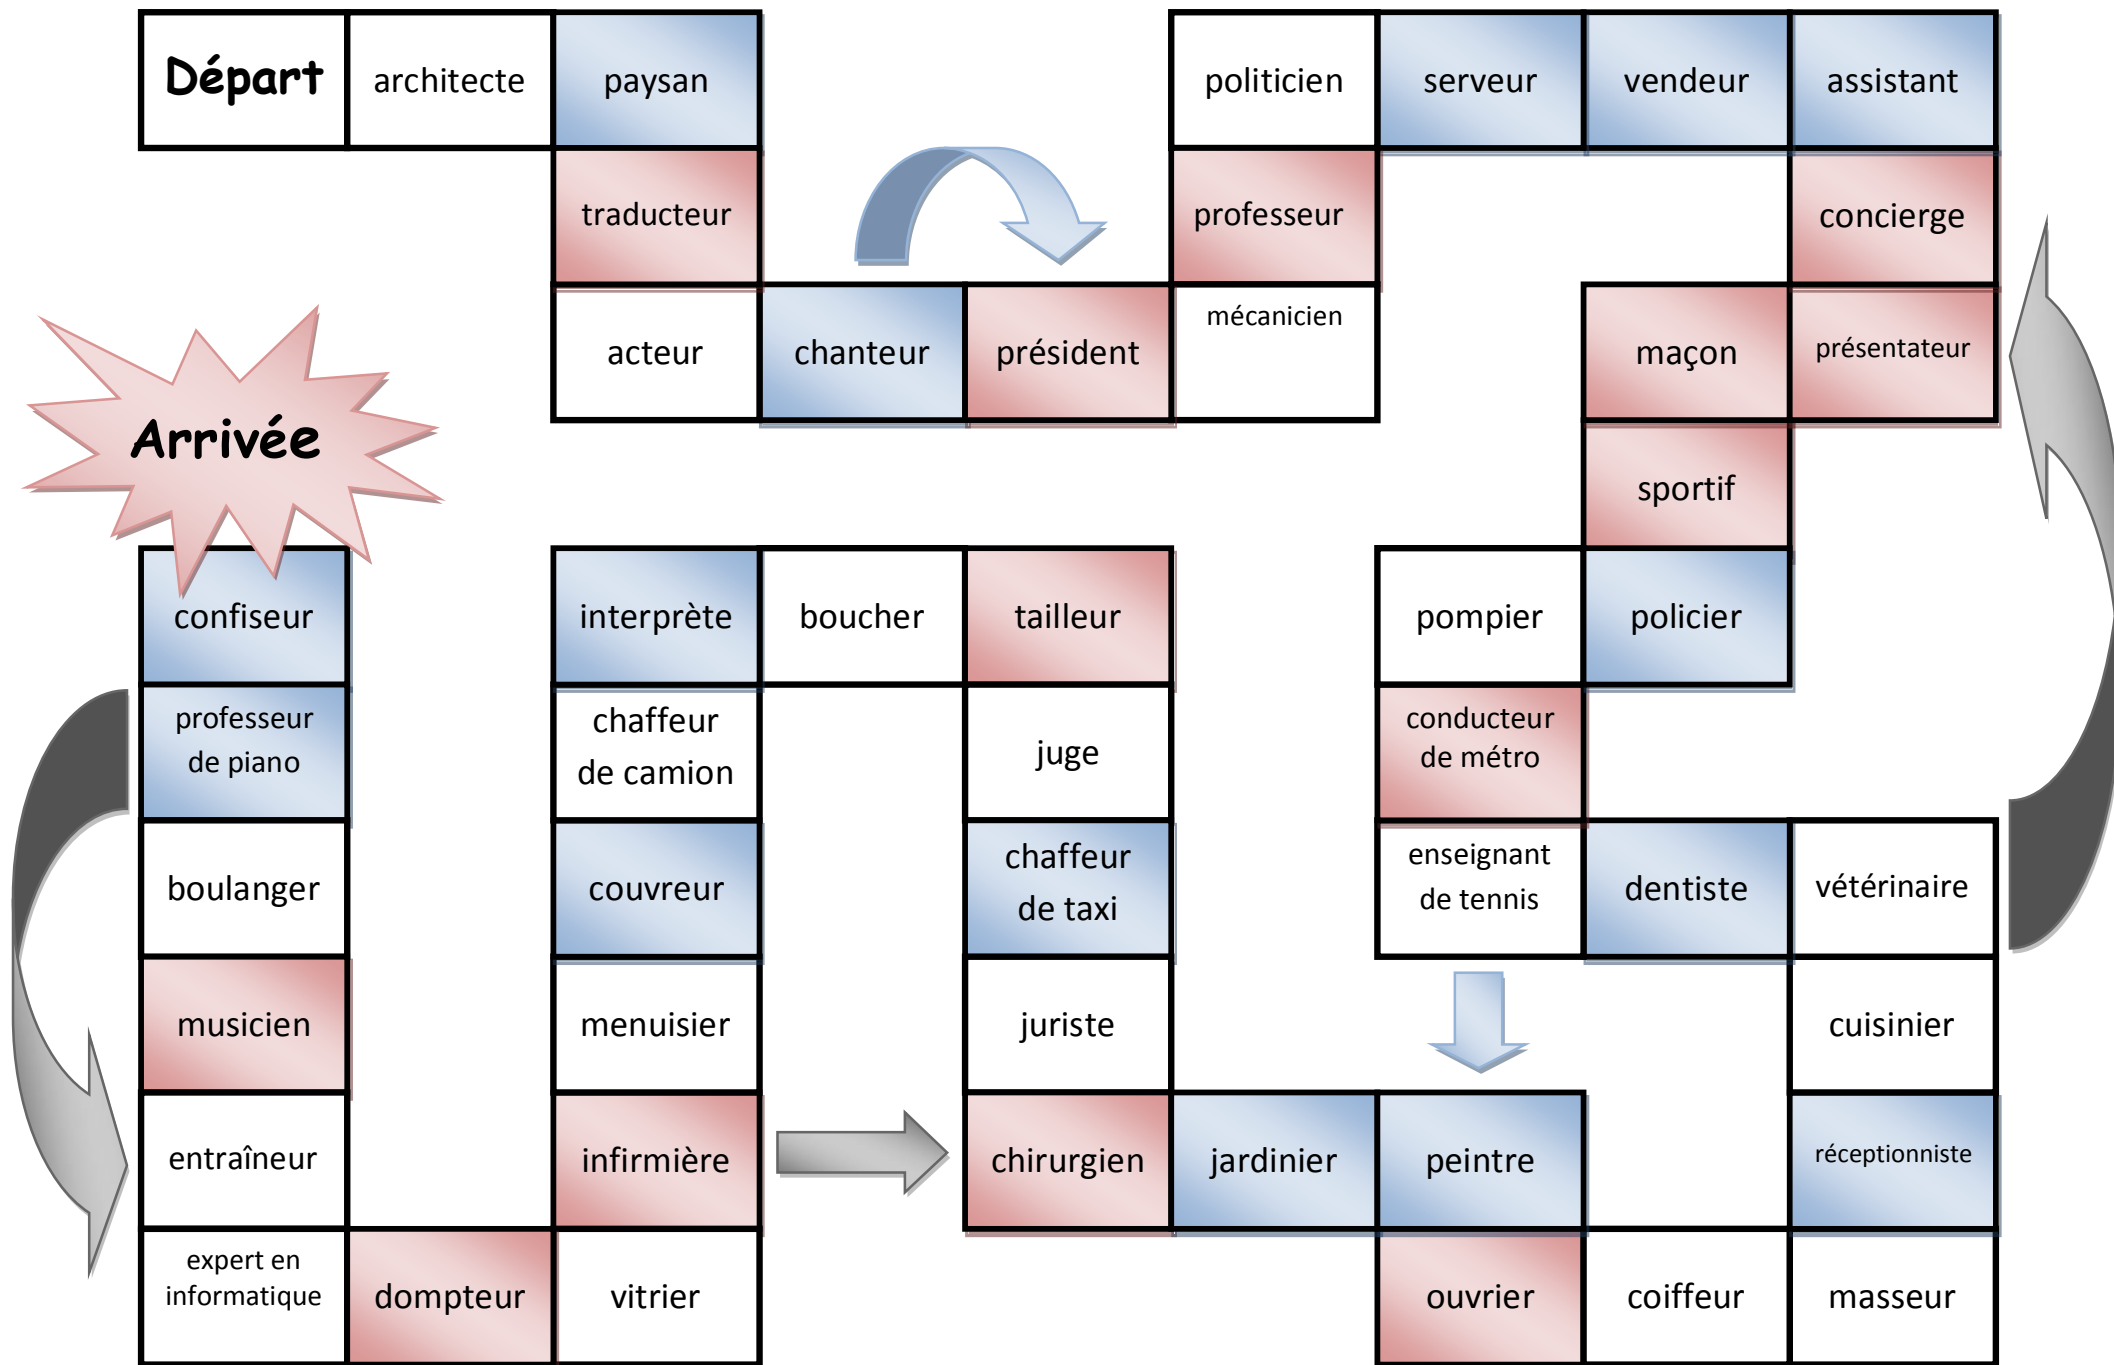 Départ
architecte
paysan
politicien
serveur
vendeur
assistant
traducteur
professeur
concierge
acteur
chanteur
président
mécanicien
maçon
présentateur
Arrivée
sportif
confiseur
interprète
boucher
tailleur
pompier
policier
professeur
de piano
chaffeur
de camion
juge
conducteur
de métro
boulanger
couvreur
chaffeur
de taxi
enseignant
de tennis
dentiste
vétérinaire
musicien
menuisier
juriste
cuisinier
entraîneur
infirmière
chirurgien
jardinier
peintre
réceptionniste
expert en
informatique
dompteur
vitrier
ouvrier
coiffeur
masseur